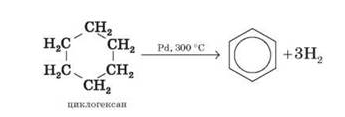 CH₂
H₂C CH₂ Pd, 300 °C
+3H₂
H₂C CH₂
CH₂
циклогексан